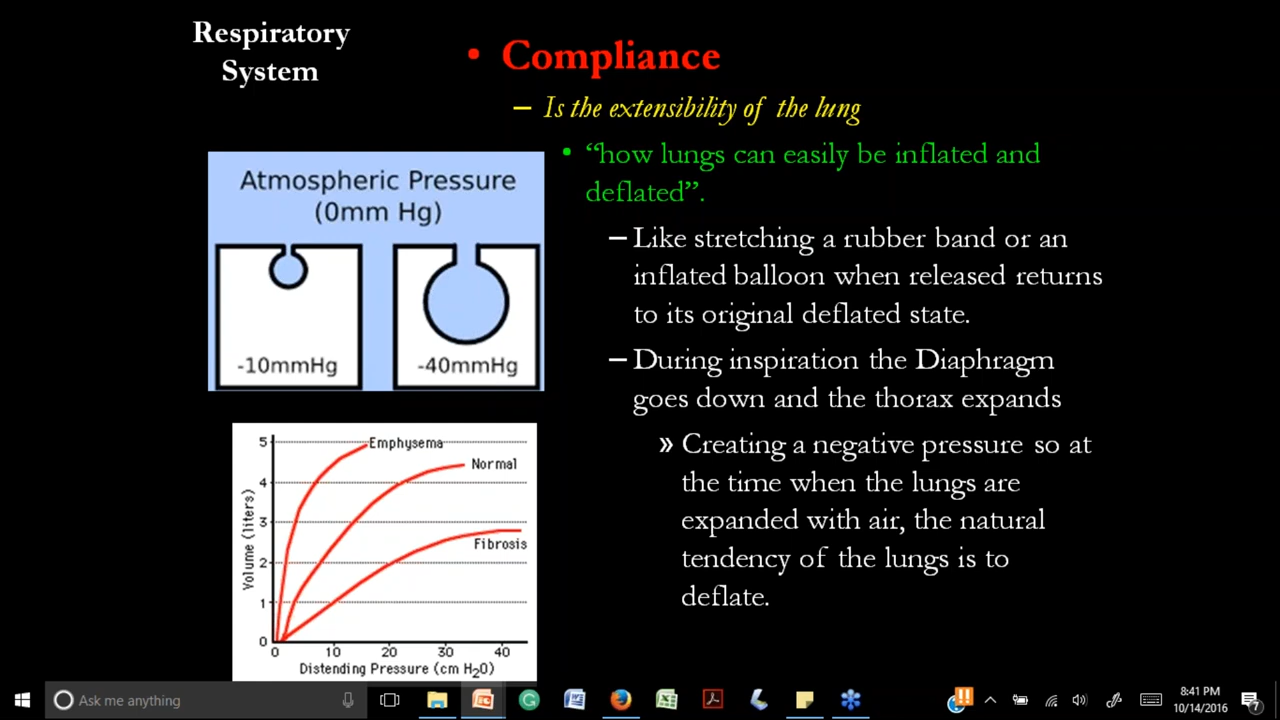 Respiratory
System
• Compliance
– Is the extensibility of the lung
• “how lungs can easily be inflated and
deflated”.
– Like stretching a rubber band or an
inflated balloon when released returns
to its original deflated state.
– During inspiration the Diaphragm
goes down and the thorax expands
» Creating a negative pressure so at
the time when the lungs are
expanded with air, the natural
tendency of the lungs is to
deflate.
Atmospheric Pressure
(0mm Hg)
-10mmHg
-40mmHg
Volume (liters)
5
4
3
2
1
0
Emphysema
Normal
Fibrosis
0 10 20 30 40
Distending Pressure (cm H₂O)
Ask me anything
8:41 PM
10/14/2016
7